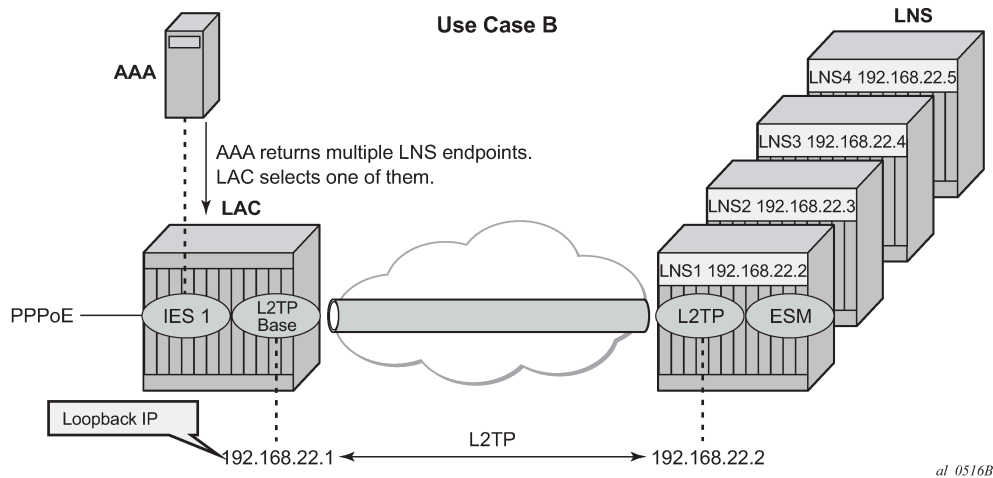 Use Case B
LNS
AAA
LNS4 192.168.22.5
LNS3 192.168.22.4
AAA returns multiple LNS endpoints.
LAC selects one of them.
LAC
LNS2 192.168.22.3
LNS1 192.168.22.2
PPPoE
IES 1
L2TP
Base
L2TP
ESM
Loopback IP
L2TP
192.168.22.1
192.168.22.2
al_0516B